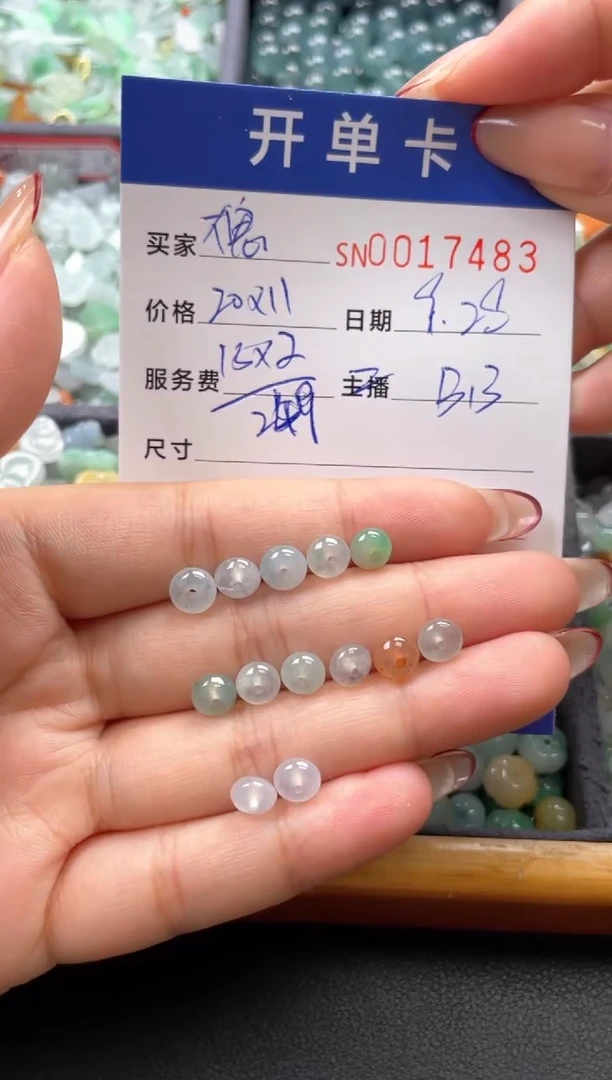 开单卡
买家 SN0017483
价格 20X11 日期 9.25
服务费 15X2 主播 B13
249
尺寸